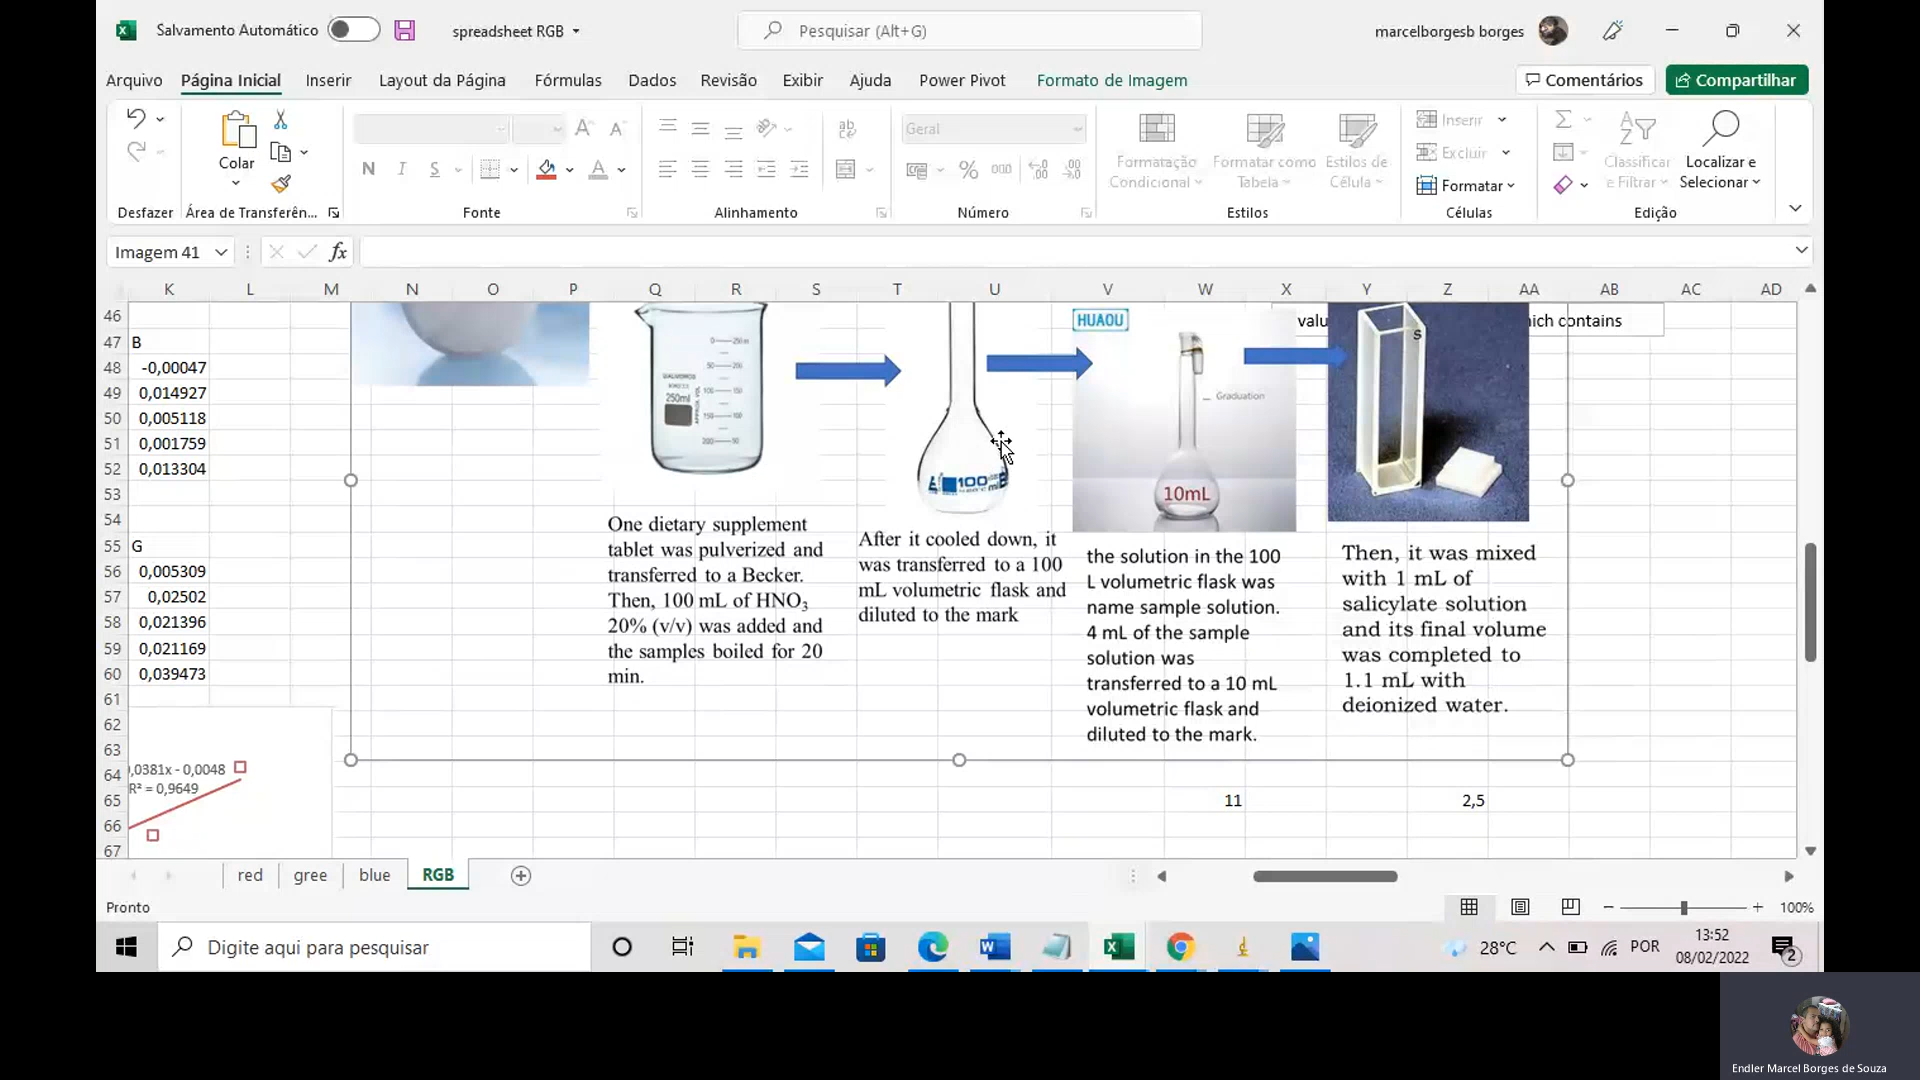 Salvamento Automático
spreadsheet RGB
Pesquisar (Alt+G)
marcelborgesb borges
Arquivo
Página Inicial
Inserir
Layout da Página
Fórmulas
Dados
Revisão
Exibir
Ajuda
Power Pivot
Formato de Imagem
Comentários
Compartilhar
Colar
N I S
Geral
Formatação
Condicional
Formatar como
Tabela
Estilos de
Célula
Inserir
Excluir
Formatar
Classificar
e Filtrar
Localizar e
Selecionar
Desfazer
Área de Transferên...
Fonte
Alinhamento
Número
Estilos
Células
Edição
Imagem 41
fx
K L M N O P Q R S T U V W X Y Z AA AB AC AD
46
47 B
48 -0,00047
49 0,014927
50 0,005118
51 0,001759
52 0,013304
53
54
55 G
56 0,005309
57 0,02502
58 0,021396
59 0,021169
60 0,039473
61
62
63
64
65
66
67
,0381x - 0,0048
R² = 0,9649
250ml
100
HUAOU
Graduation
10mL
S
valu
ich contains
One dietary supplement
tablet was pulverized and
transferred to a Becker.
Then, 100 mL of HNO₃
20% (v/v) was added and
the samples boiled for 20
min.
After it cooled down, it
was transferred to a 100
mL volumetric flask and
diluted to the mark
the solution in the 100
L volumetric flask was
name sample solution.
4 mL of the sample
solution was
transferred to a 10 mL
volumetric flask and
diluted to the mark.
Then, it was mixed
with 1 mL of
salicylate solution
and its final volume
was completed to
1.1 mL with
deionized water.
11
2,5
red
gree
blue
RGB
Pronto
100%
Digite aqui para pesquisar
28°C
POR
13:52
08/02/2022
2
Endler Marcel Borges de Souza